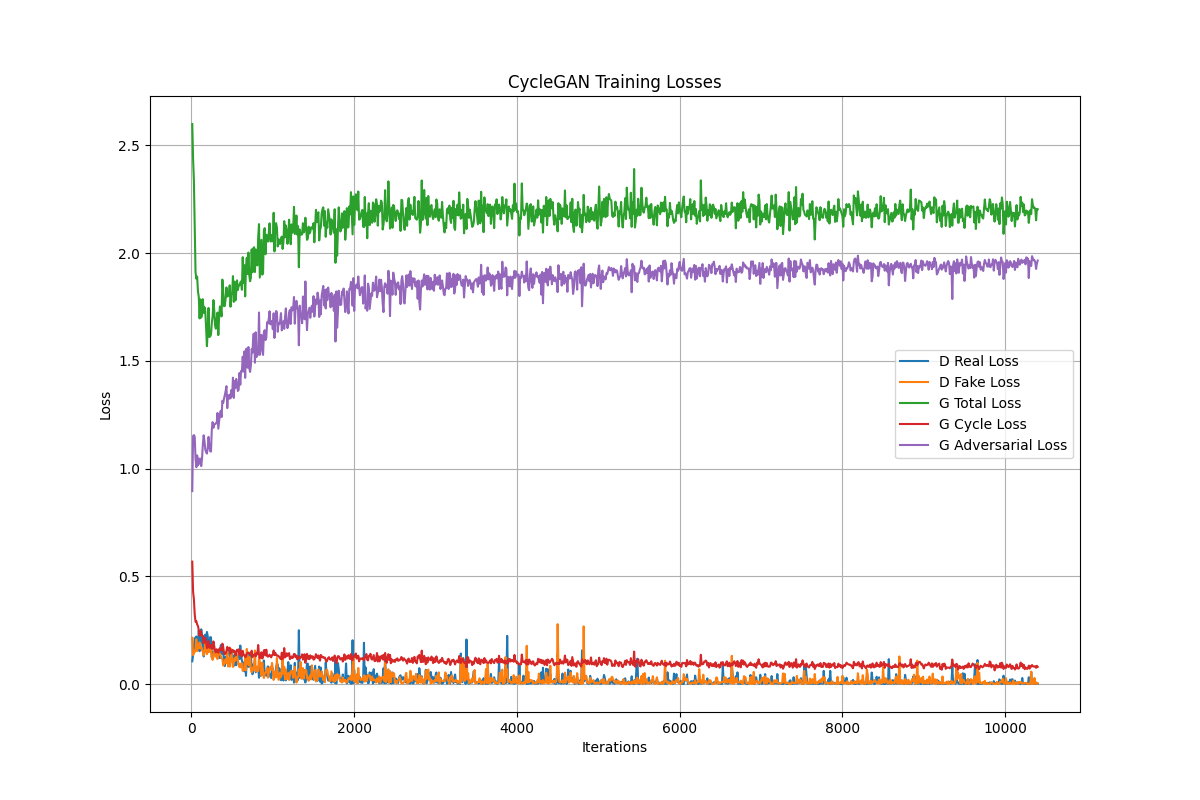 CycleGAN Training Losses
2.5
2.0
1.5
1.0
0.5
0.0
Loss
D Real Loss
D Fake Loss
G Total Loss
G Cycle Loss
G Adversarial Loss
0 2000 4000 6000 8000 10000
Iterations